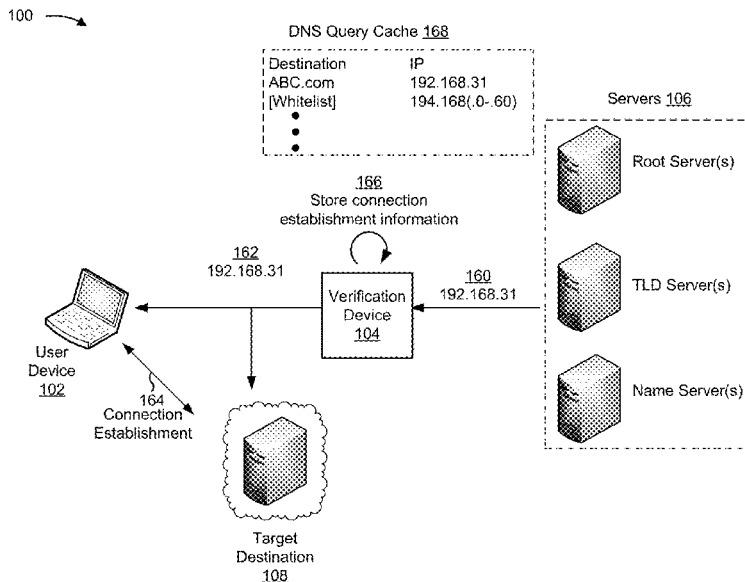 100
DNS Query Cache 168
Destination IP
ABC.com 192.168.31
[Whitelist] 194.168(.0-.60)
Servers 106
Root Server(s)
166
Store connection
establishment information
162
192.168.31
160
192.168.31
TLD Server(s)
Verification
Device
104
User
Device
102
164
Connection
Establishment
Name Server(s)
Target
Destination
108